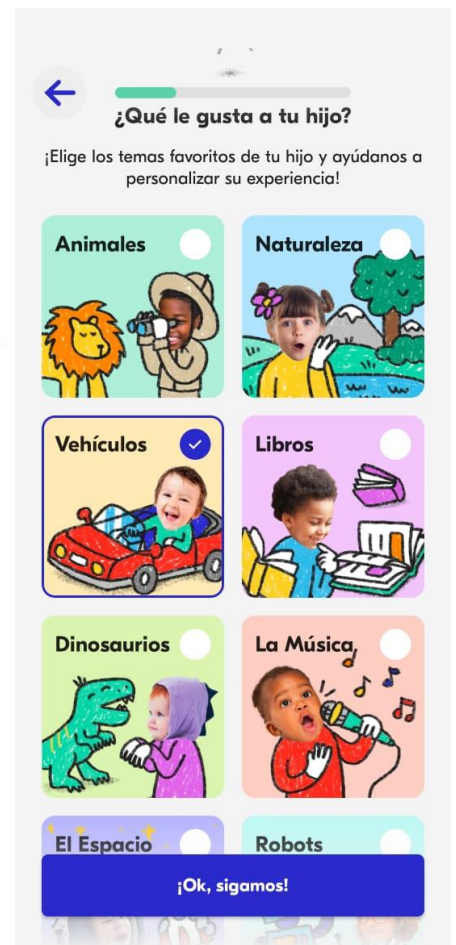 ¿Qué le gusta a tu hijo?
¡Elige los temas favoritos de tu hijo y ayúdanos a
personalizar su experiencia!
Animales
Naturaleza
Vehículos
Libros
Dinosaurios
La Música
El Espacio
Robots
¡Ok, sigamos!